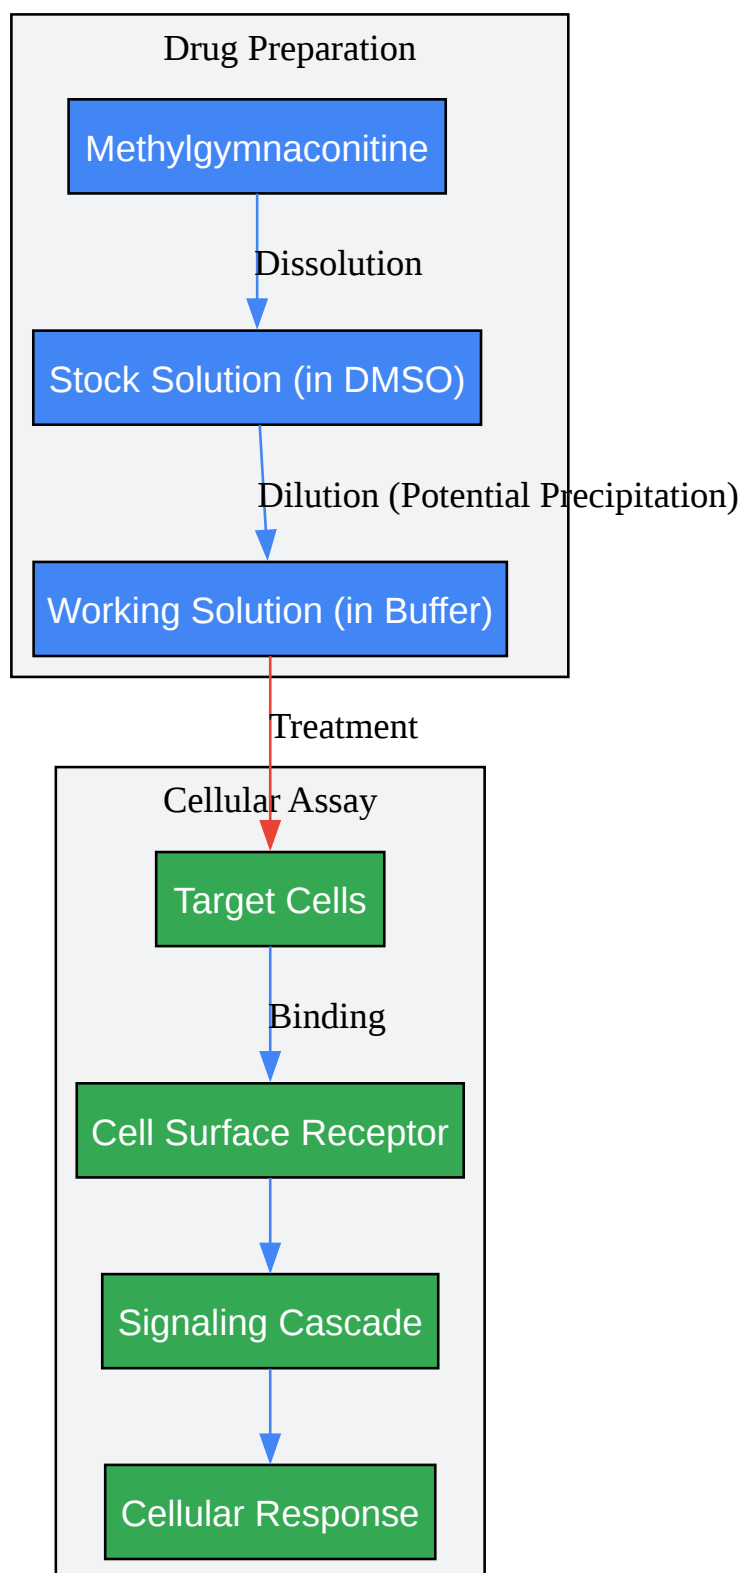 Drug Preparation
Methylgymnaconitine
Dissolution
Stock Solution (in DMSO)
Dilution (Potential Precipitation)
Working Solution (in Buffer)
Treatment
Cellular Assay
Target Cells
Binding
Cell Surface Receptor
Signaling Cascade
Cellular Response